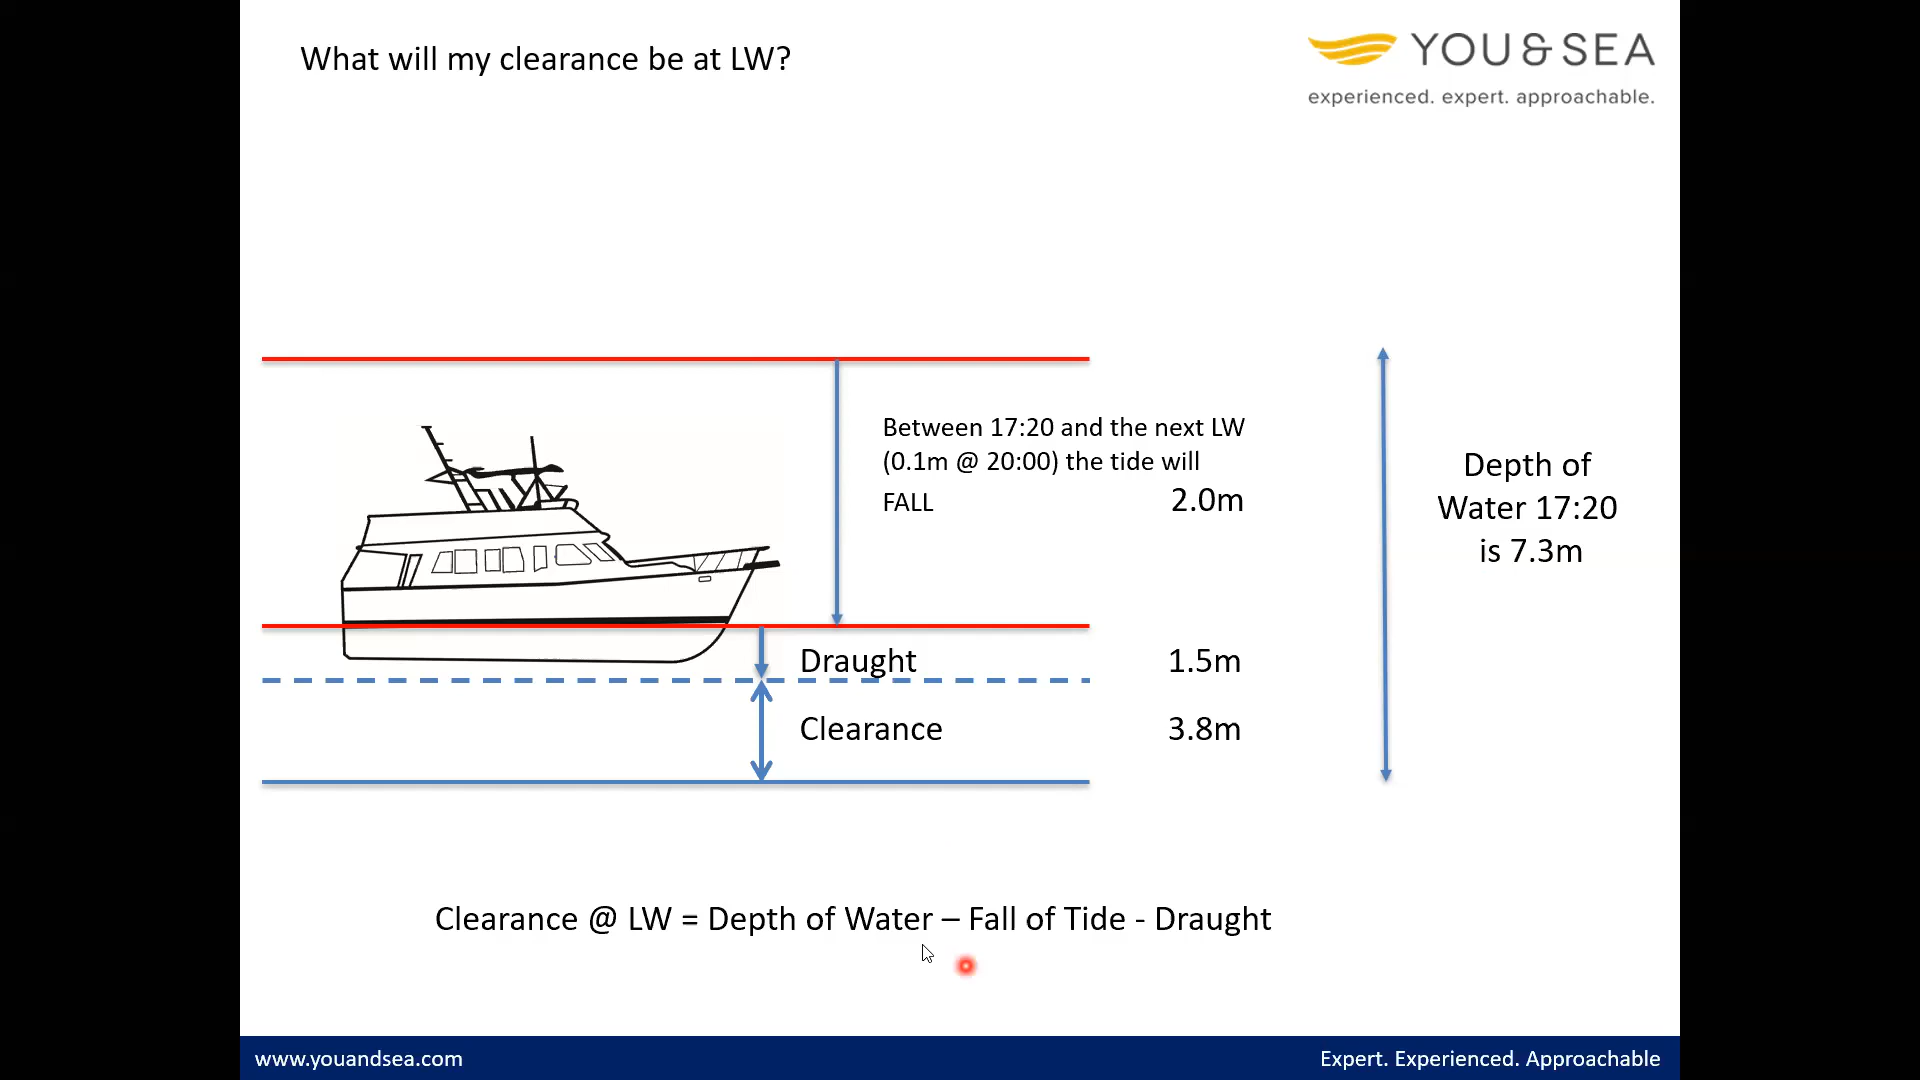 What will my clearance be at LW?
YOU & SEA
experienced. expert. approachable.
Between 17:20 and the next LW
(0.1m @ 20:00) the tide will
FALL 2.0m
Depth of
Water 17:20
is 7.3m
Draught 1.5m
Clearance 3.8m
Clearance @ LW = Depth of Water – Fall of Tide - Draught
www.youandsea.com
Expert. Experienced. Approachable